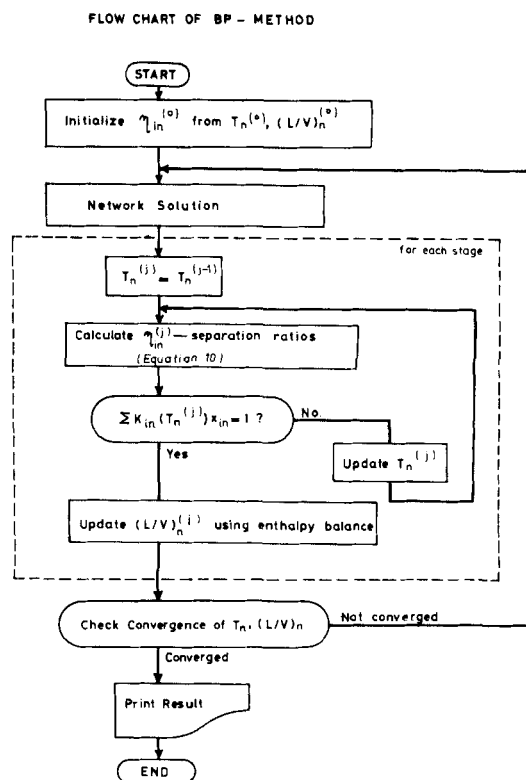 FLOW CHART OF BP - METHOD
START
Initialize η_in^(o) from T_n^(o), (L/V)_n^(o)
Network Solution
for each stage
T_n^(j) = T_n^(j-1)
Calculate η_in^(j) — separation ratios
(Equation 10)
∑ K_in (T_n^(j)) x_in = 1 ?
No
Yes
Update T_n^(j)
Update (L/V)_n^(j) using enthalpy balance
Check Convergence of T_n, (L/V)_n
Not converged
Converged
Print Result
END